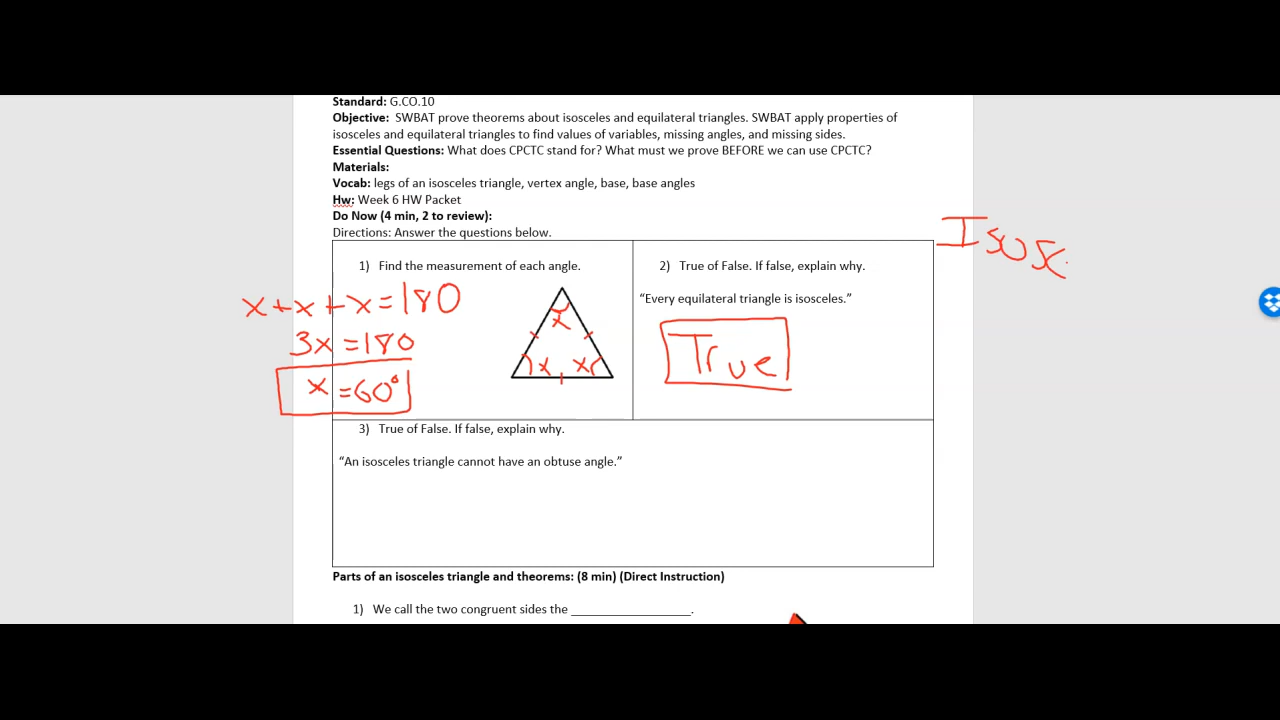 Standard: G.CO.10
Objective: SWBAT prove theorems about isosceles and equilateral triangles. SWBAT apply properties of
isosceles and equilateral triangles to find values of variables, missing angles, and missing sides.
Essential Questions: What does CPCTC stand for? What must we prove BEFORE we can use CPCTC?
Materials:
Vocab: legs of an isosceles triangle, vertex angle, base, base angles
Hw: Week 6 HW Packet
Do Now (4 min, 2 to review):
Directions: Answer the questions below.
1) Find the measurement of each angle.
x+x+x=180
3x=180
x=60°
x
x
x
2) True of False. If false, explain why.
“Every equilateral triangle is isosceles.”
True
Isosc
3) True of False. If false, explain why.
“An isosceles triangle cannot have an obtuse angle.”
Parts of an isosceles triangle and theorems: (8 min) (Direct Instruction)
1) We call the two congruent sides the ___________________.